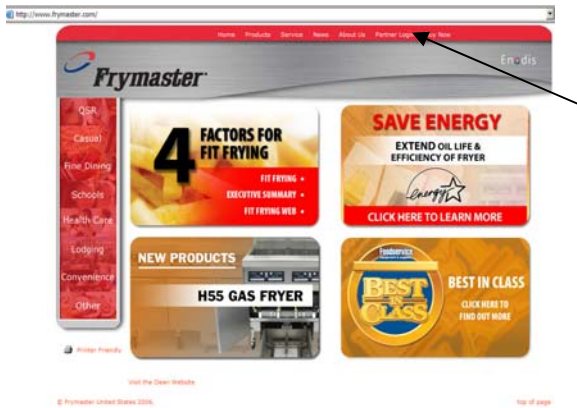 http://www.frymaster.com/
Home Products Service News About Us Partner Login Now
Frymaster
Enodis
QSR
Casual
Fine Dining
Schools
Health Care
Lodging
Convenience
Other
4 FACTORS FOR
FIT FRYING
FIT FRYING •
EXECUTIVE SUMMARY •
FIT FRYING WEB •
SAVE ENERGY
EXTEND OIL LIFE &
EFFICIENCY OF FRYER
energy
CLICK HERE TO LEARN MORE
NEW PRODUCTS
H55 GAS FRYER
Foodservice
BEST
IN
CLASS
BEST IN CLASS
CLICK HERE TO
FIND OUT MORE
Printer Friendly
Visit the Dean Website
© Frymaster United States 2006.
top of page